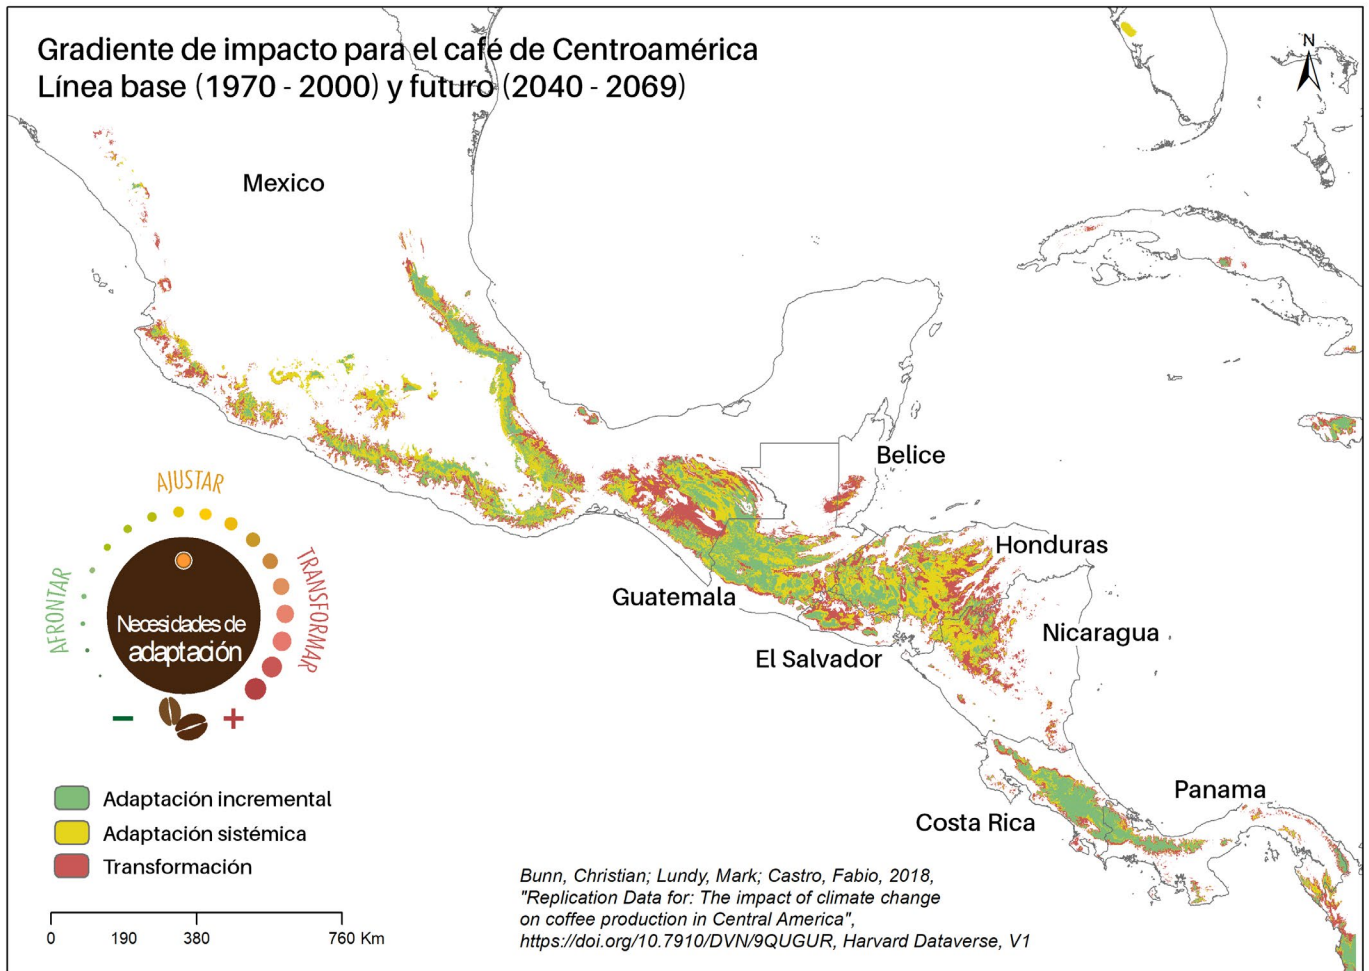 Gradiente de impacto para el café de Centroamérica
Línea base (1970 - 2000) y futuro (2040 - 2069)
N
Mexico
Belice
Honduras
Guatemala
Nicaragua
El Salvador
Panama
Costa Rica
AJUSTAR
AFRONTAR
TRANSFORMAR
Necesidades de
adaptación
Adaptación incremental
Adaptación sistémica
Transformación
0 190 380 760 Km
Bunn, Christian; Lundy, Mark; Castro, Fabio, 2018,
"Replication Data for: The impact of climate change
on coffee production in Central America",
https://doi.org/10.7910/DVN/9QUGUR, Harvard Dataverse, V1